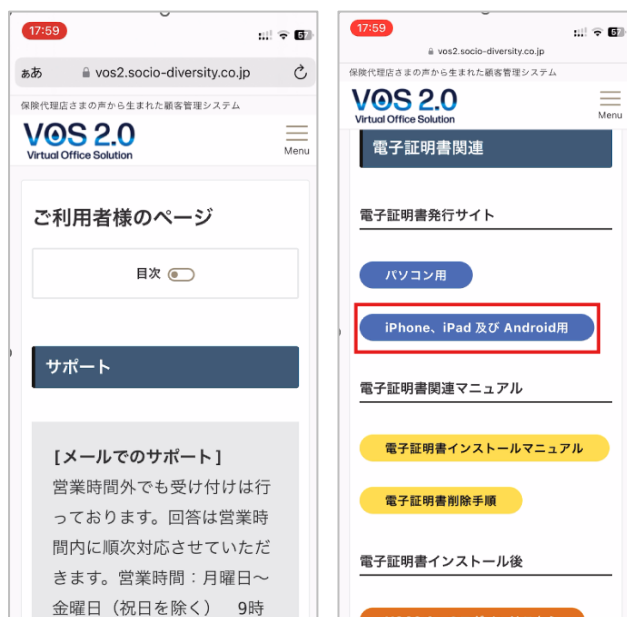 17:59
ぁあ vos2.socio-diversity.co.jp
保険代理店さまの声から生まれた顧客管理システム
VOS 2.0
Virtual Office Solution
Menu
ご利用者様のページ
目次
サポート
[メールでのサポート]
営業時間外でも受け付けは行
っております。回答は営業時
間内に順次対応させていただ
きます。営業時間：月曜日～
金曜日（祝日を除く） 9時
17:59
vos2.socio-diversity.co.jp
保険代理店さまの声から生まれた顧客管理システム
VOS 2.0
Virtual Office Solution
Menu
電子証明書関連
電子証明書発行サイト
パソコン用
iPhone、iPad 及び Android用
電子証明書関連マニュアル
電子証明書インストールマニュアル
電子証明書削除手順
電子証明書インストール後